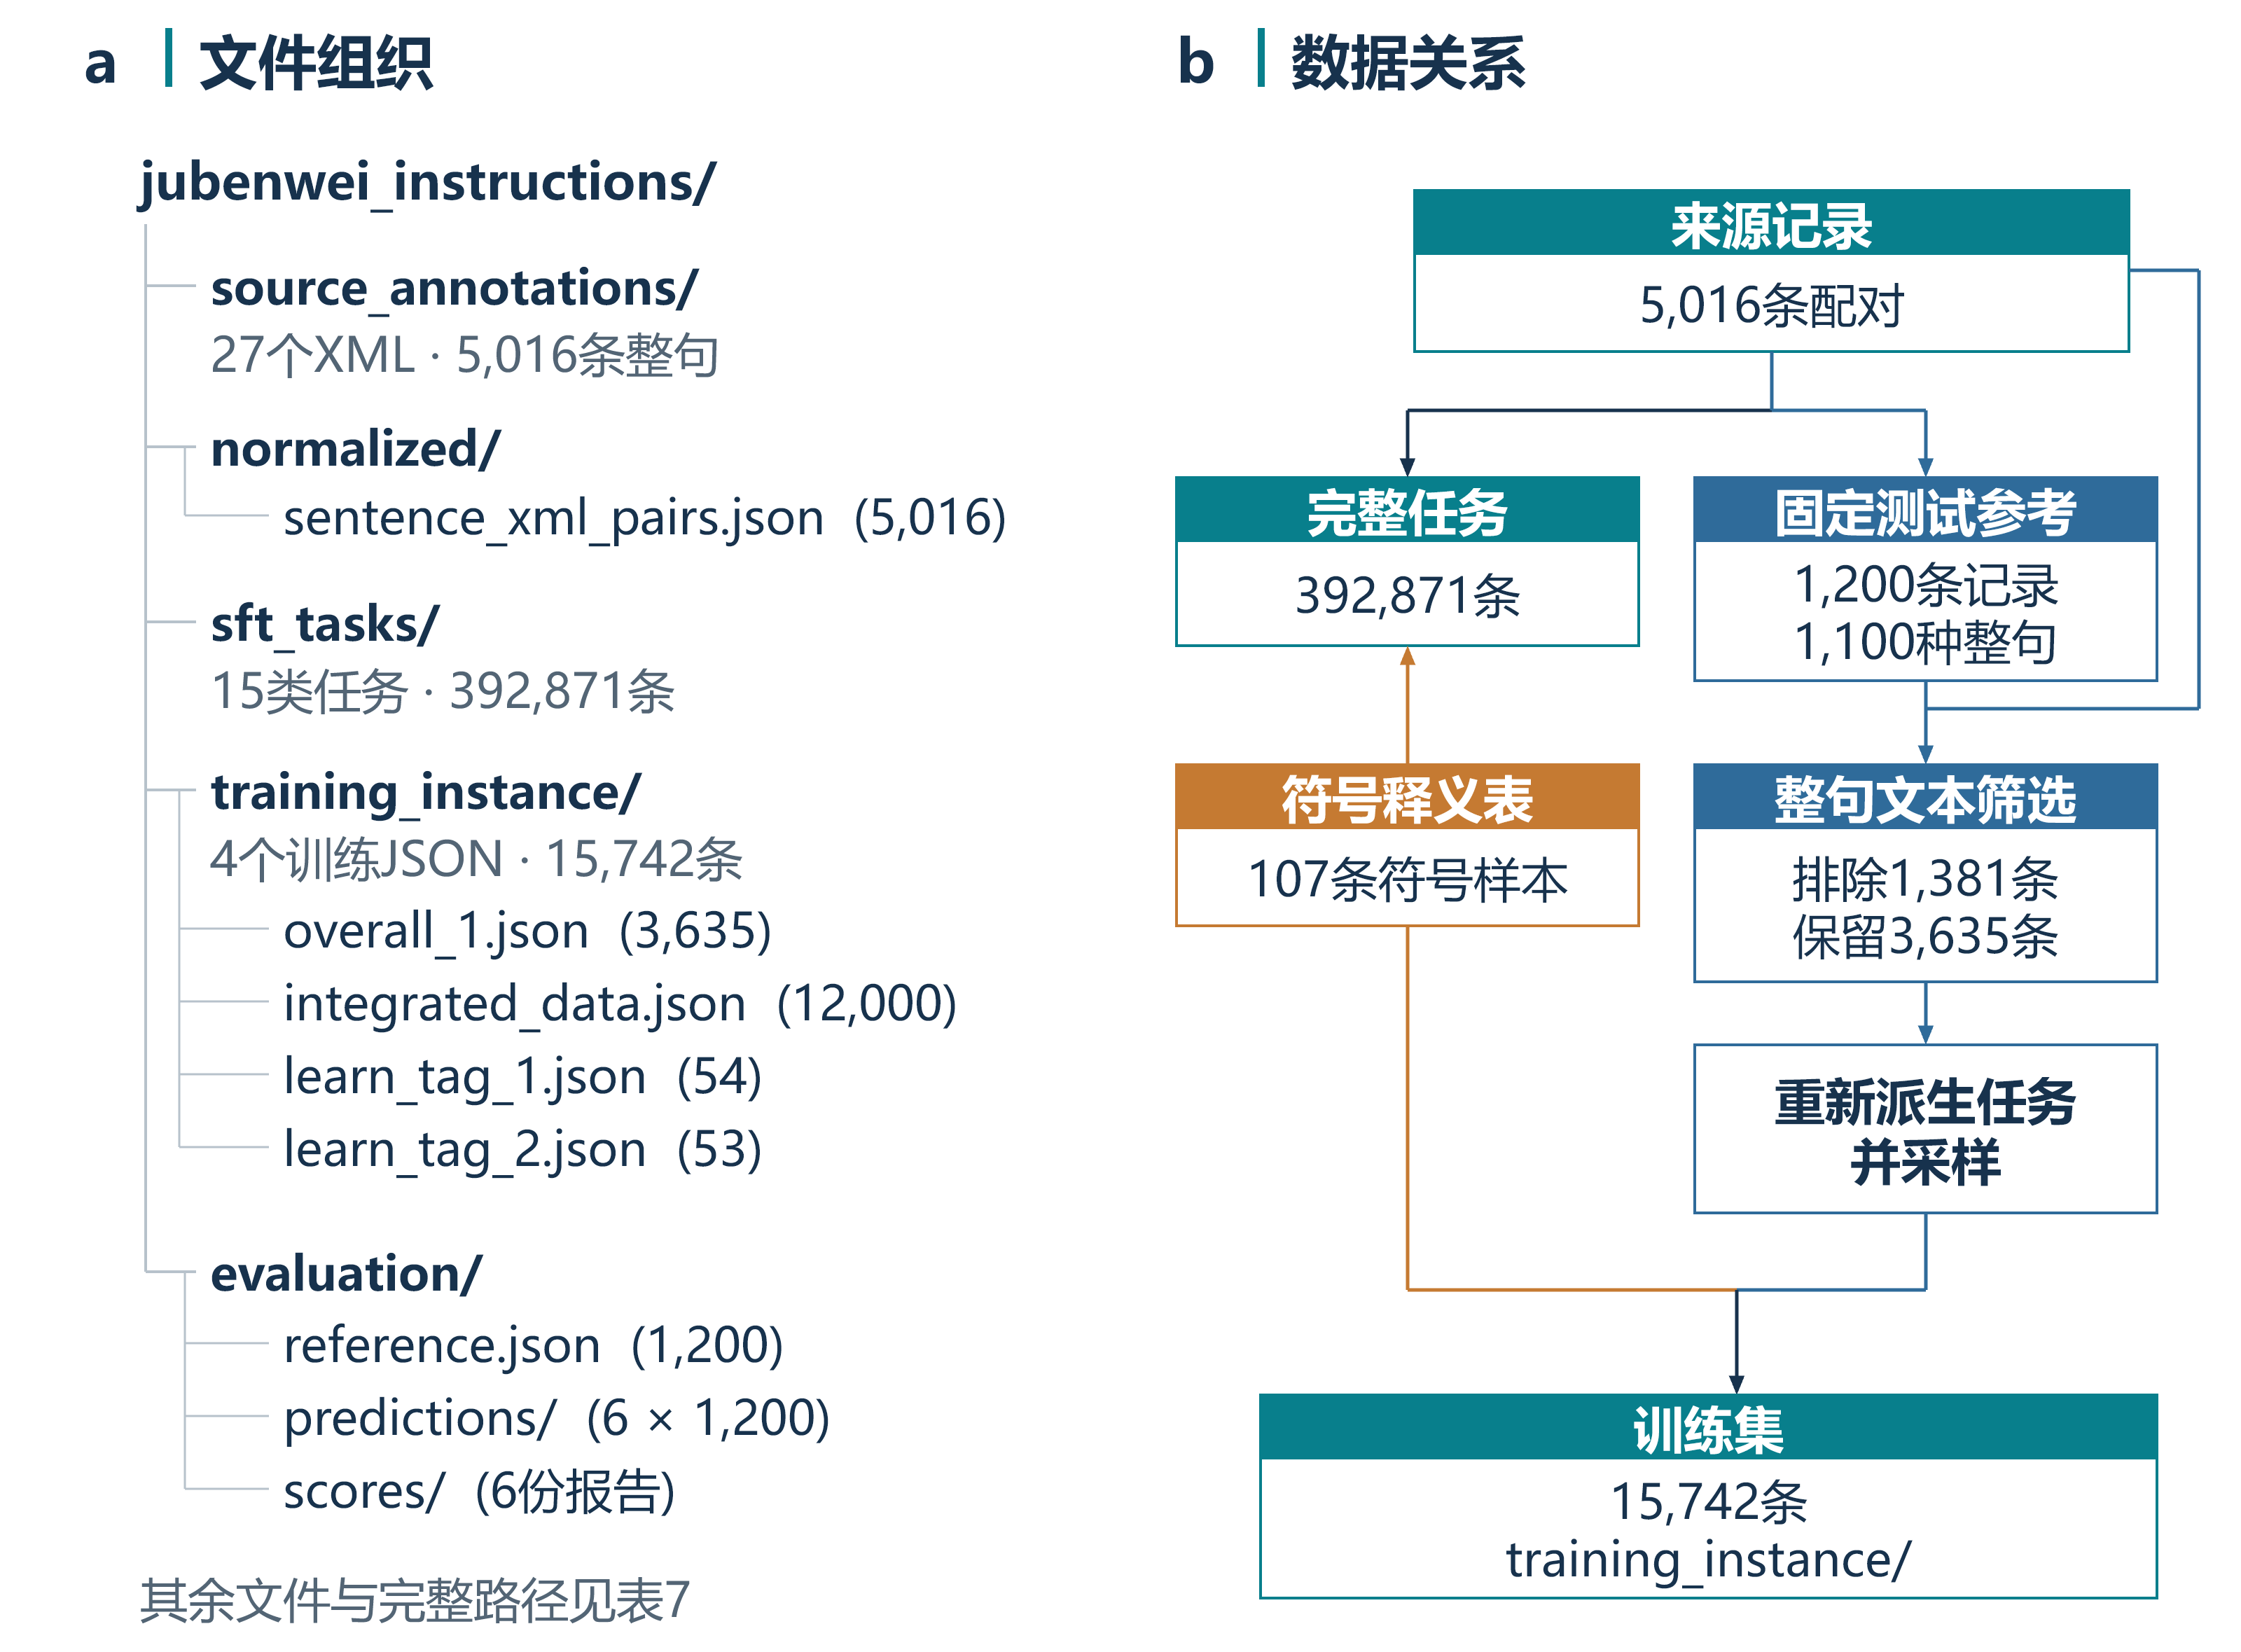 a 文件组织
jubenwei_instructions/
source_annotations/
27个XML · 5,016条整句
normalized/
sentence_xml_pairs.json (5,016)
sft_tasks/
15类任务 · 392,871条
training_instance/
4个训练JSON · 15,742条
overall_1.json (3,635)
integrated_data.json (12,000)
learn_tag_1.json (54)
learn_tag_2.json (53)
evaluation/
reference.json (1,200)
predictions/ (6 × 1,200)
scores/ (6份报告)
其余文件与完整路径见表7
b 数据关系
来源记录
5,016条配对
完整任务
392,871条
固定测试参考
1,200条记录
1,100种整句
符号释义表
107条符号样本
整句文本筛选
排除1,381条
保留3,635条
重新派生任务
并采样
训练集
15,742条
training_instance/